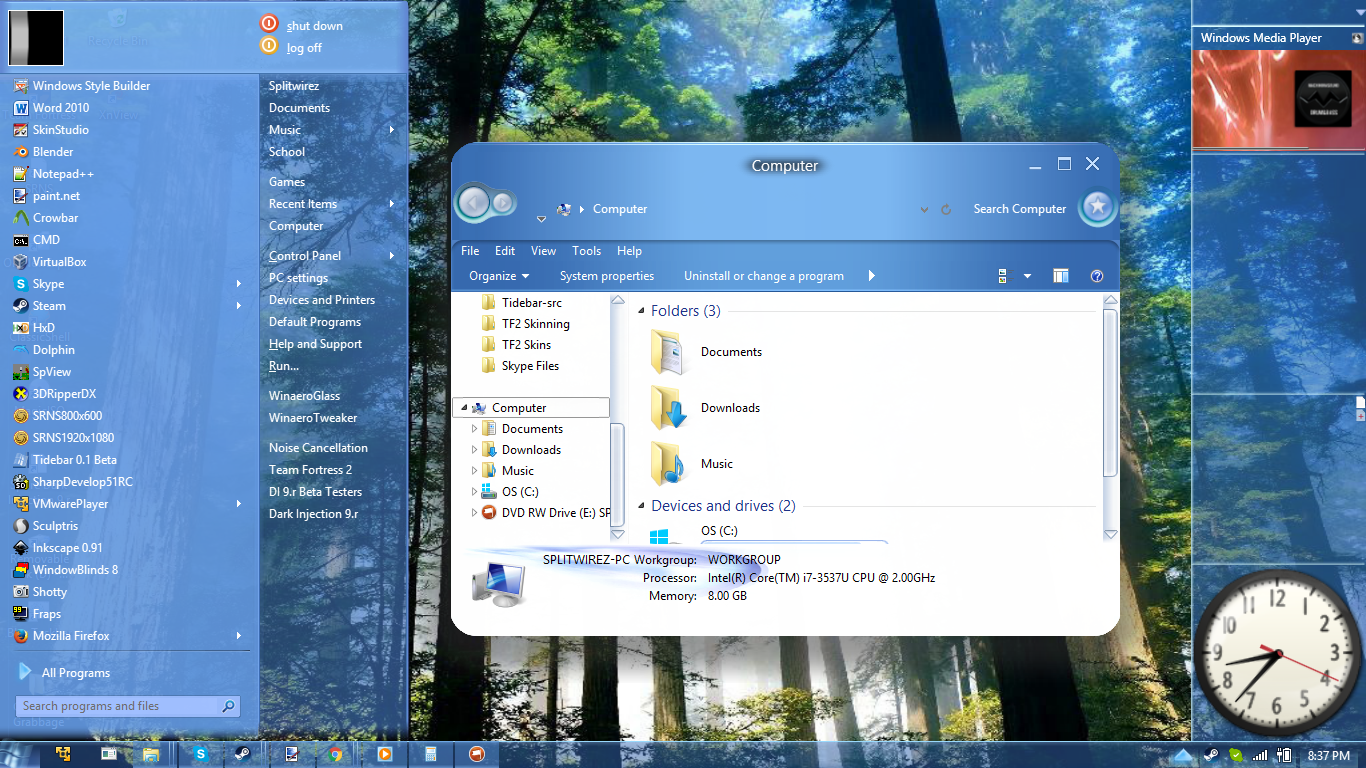 shut down
log off
Windows Style Builder
Word 2010
SkinStudio
Blender
Notepad++
paint.net
Crowbar
CMD
VirtualBox
Skype
Steam
HxD
Dolphin
SpView
3DRipperDX
SRNS800x600
SRNS1920x1080
Tidebar 0.1 Beta
SharpDevelop51RC
VMwarePlayer
Sculptris
Inkscape 0.91
WindowBlinds 8
Shotty
Fraps
Mozilla Firefox
All Programs
Search programs and files
Grabbage
Splitwirez
Documents
Music
School
Games
Recent Items
Computer
Control Panel
PC settings
Devices and Printers
Default Programs
Help and Support
Run...
WinaeroGlass
WinaeroTweaker
Noise Cancellation
Team Fortress 2
DI 9.r Beta Testers
Dark Injection 9.r
Computer
Computer
Search Computer
File Edit View Tools Help
Organize System properties Uninstall or change a program
Tidebar-src
TF2 Skinning
TF2 Skins
Skype Files
Computer
Documents
Downloads
Music
OS (C:)
DVD RW Drive (E:) SP
Folders (3)
Documents
Downloads
Music
Devices and drives (2)
OS (C:)
SPLITWIREZ-PC Workgroup: WORKGROUP
Processor: Intel(R) Core(TM) i7-3537U CPU @ 2.00GHz
Memory: 8.00 GB
Windows Media Player
12
1
2
3
4
5
6
7
8
9
10
11
8:37 PM